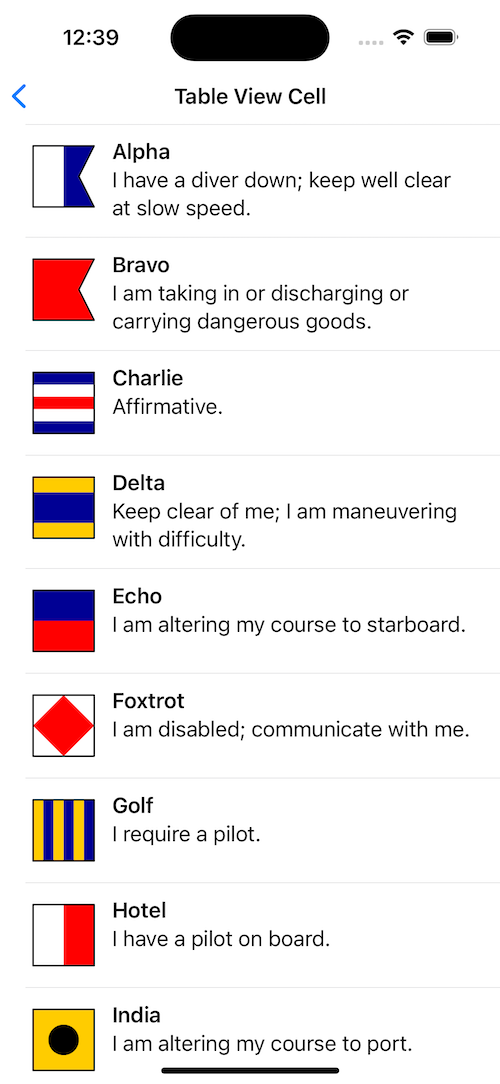 12:39
Table View Cell
Alpha
I have a diver down; keep well clear
at slow speed.
Bravo
I am taking in or discharging or
carrying dangerous goods.
Charlie
Affirmative.
Delta
Keep clear of me; I am maneuvering
with difficulty.
Echo
I am altering my course to starboard.
Foxtrot
I am disabled; communicate with me.
Golf
I require a pilot.
Hotel
I have a pilot on board.
India
I am altering my course to port.